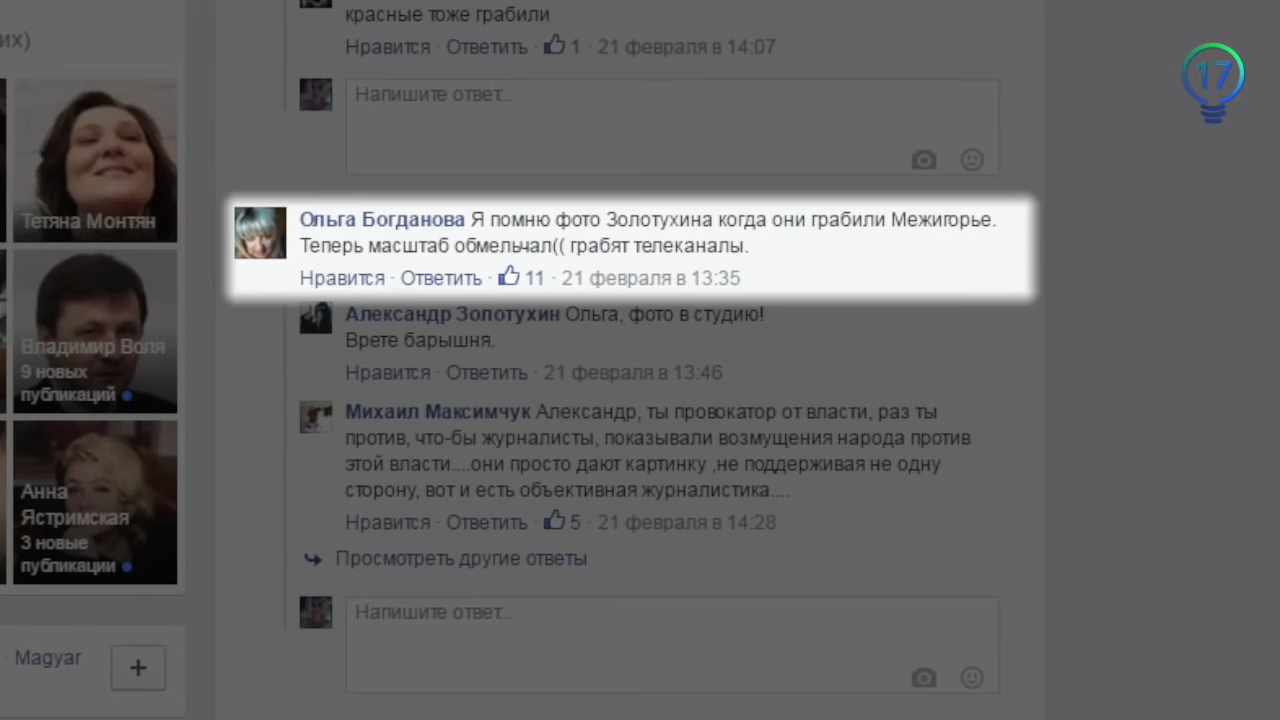 их)
Тетяна Монтян
Владимир Воля
9 новых
публикаций
Анна
Ястримская
3 новые
публикации
· Magyar
+
красные тоже грабили
Нравится · Ответить · 1 · 21 февраля в 14:07
Напишите ответ...
Ольга Богданова Я помню фото Золотухина когда они грабили Межигорье.
Теперь масштаб обмельчал(( грабят телеканалы.
Нравится · Ответить · 11 · 21 февраля в 13:35
Александр Золотухин Ольга, фото в студию!
Врете барышня.
Нравится · Ответить · 21 февраля в 13:46
Михаил Максимчук Александр, ты провокатор от власти, раз ты
против, что-бы журналисты, показывали возмущения народа против
этой власти....они просто дают картинку ,не поддерживая не одну
сторону, вот и есть объективная журналистика....
Нравится · Ответить · 5 · 21 февраля в 14:28
Просмотреть другие ответы
Напишите ответ...
17